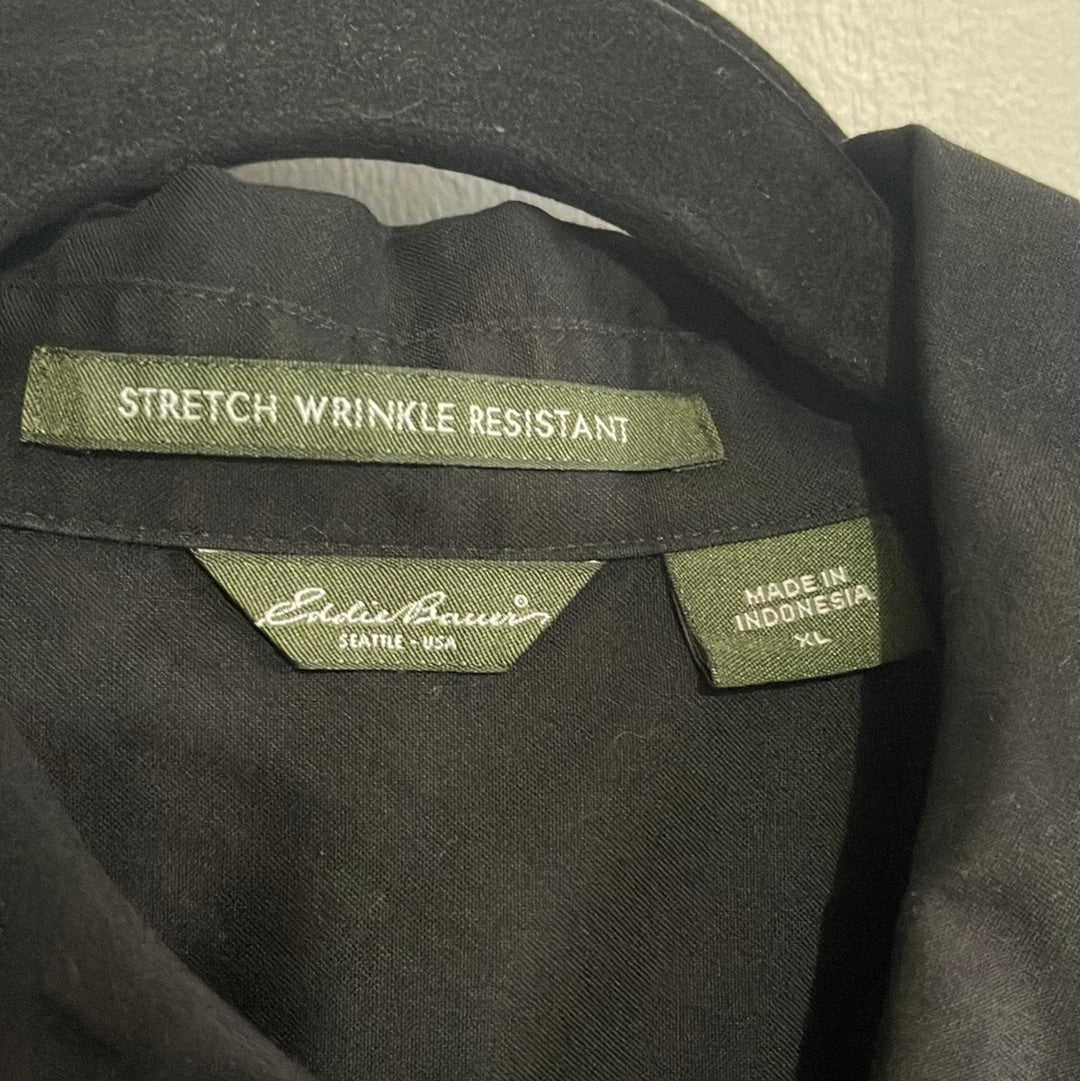 STRETCH WRINKLE RESISTANT
Eddie Bauer®
SEATTLE - USA
MADE IN
INDONESIA
XL